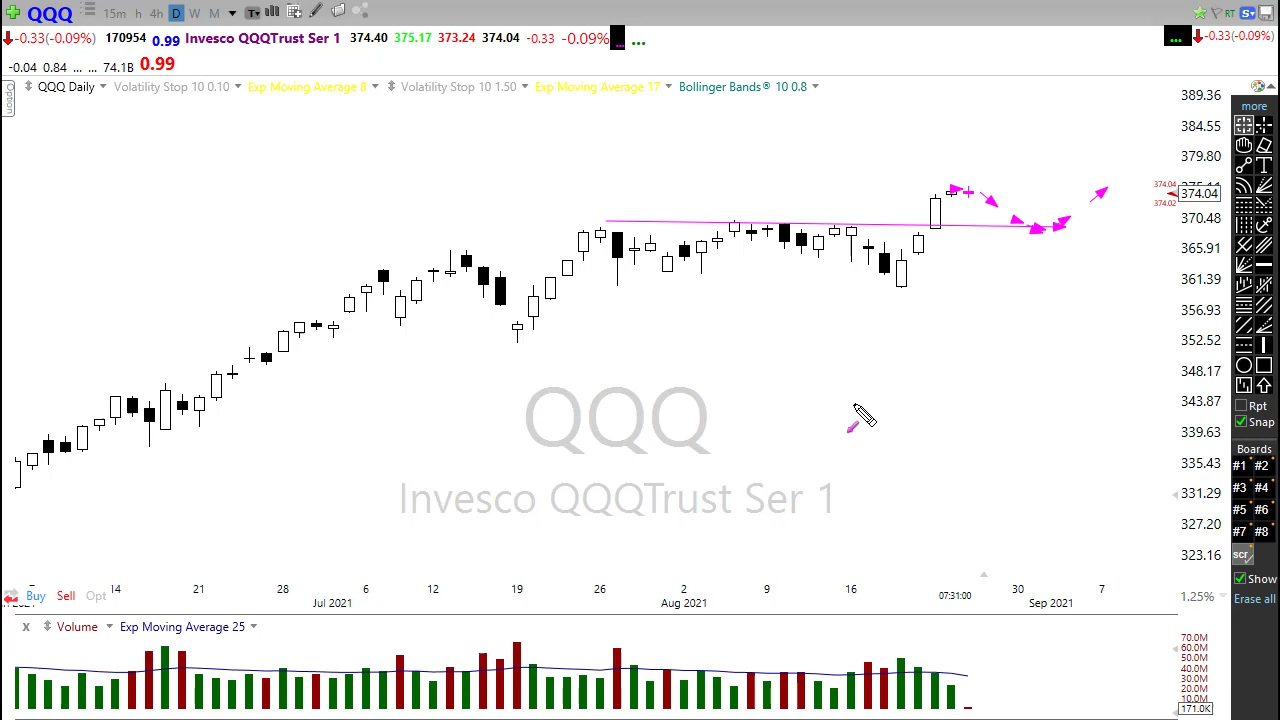 QQQ 15m h 4h D W M T RT S
-0.33(-0.09%) 170954 0.99 Invesco QQQTrust Ser 1 374.40 375.17 373.24 374.04 -0.33 -0.09% ... ... ... -0.33(-0.09%)
-0.04 0.84 ... ... 74.1B 0.99
Option
QQQ Daily Volatility Stop 10 0.10 Exp Moving Average 8 Volatility Stop 10 1.50 Exp Moving Average 17 Bollinger Bands® 10 0.8
389.36
384.55
379.80
374.04
374.04
374.02
370.48
365.91
361.39
356.93
352.52
348.17
343.87
339.63
335.43
331.29
327.20
323.16
QQQ
Invesco QQQTrust Ser 1
more
T
Rpt
Snap
Boards
#1 #2
#3 #4
#5 #6
#7 #8
scr
Show
Erase all
14 21 28 6 12 19 26 2 9 16 07:31:00 30 7
Jul 2021 Aug 2021 Sep 2021
Buy Sell Opt 1.25%
x Volume Exp Moving Average 25
70.0M
60.0M
50.0M
40.0M
30.0M
20.0M
10.0M
171.0K